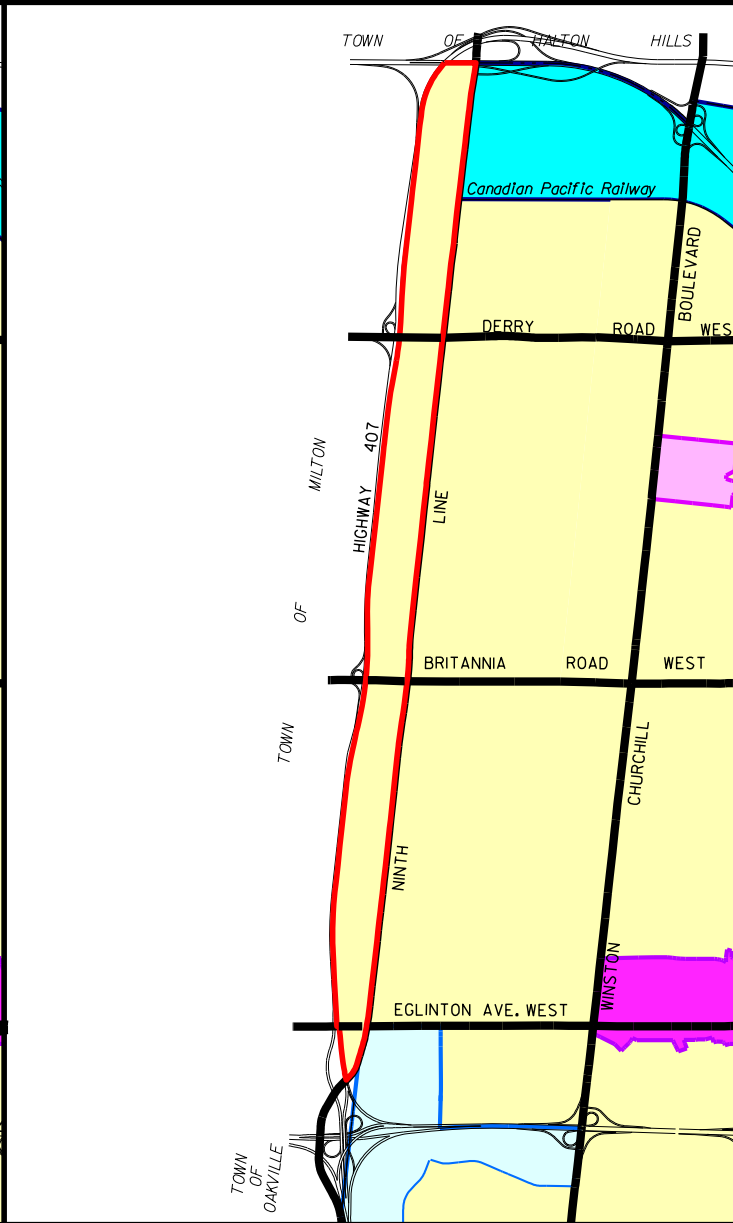 TOWN OF HALTON HILLS
Canadian Pacific Railway
BOULEVARD
DERRY ROAD WES
MILTON
HIGHWAY 407
LINE
OF
BRITANNIA ROAD WEST
TOWN
CHURCHILL
NINTH
WINSTON
EGLINTON AVE. WEST
TOWN
OF
OAKVILLE